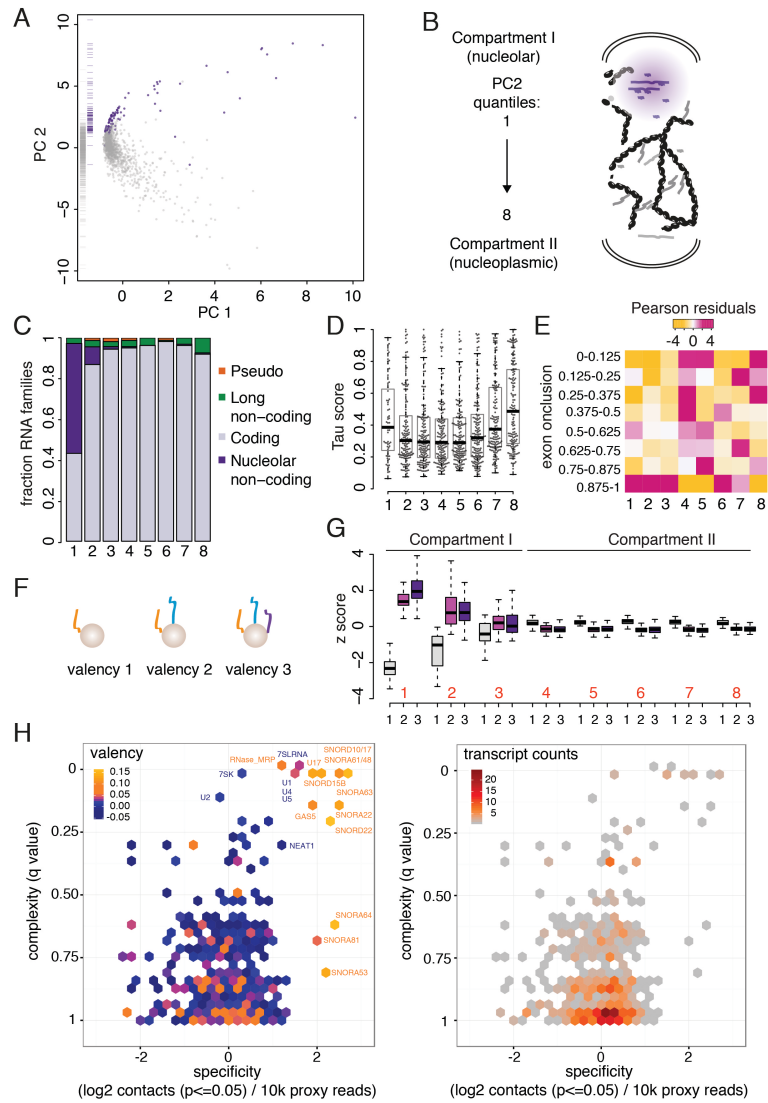 A
10
5
0
−5
−10
PC 2
0
2
4
6
8
10
PC 1
B
Compartment I
(nucleolar)
PC2
quantiles:
1
8
Compartment II
(nucleoplasmic)
C
1
0.8
0.6
0.4
0.2
0
fraction RNA families
1 2 3 4 5 6 7 8
Pseudo
Long
non-coding
Coding
Nucleolar
non-coding
D
1
0.8
0.6
0.4
0.2
0
Tau score
1 2 3 4 5 6 7 8
E
Pearson residuals
-4 0 4
0-0.125
0.125-0.25
0.25-0.375
0.375-0.5
0.5-0.625
0.625-0.75
0.75-0.875
0.875-1
exon onclusion
1 2 3 4 5 6 7 8
F
valency 1 valency 2 valency 3
G
Compartment I Compartment II
4
2
0
−2
−4
z score
1 2 3 4 5 6 7 8
1 2 3 1 2 3 1 2 3 1 2 3 1 2 3 1 2 3 1 2 3 1 2 3
H
valency
0.15
0.10
0.05
0.00
-0.05
SNORD10/17
7SLRNA
RNase_MRP
U17
SNORA61/48
7SK
U1
SNORD15B
U4
SNORA63
U2
U5
GAS5
SNORA22
SNORD22
NEAT1
SNORA64
SNORA81
SNORA53
0
0.25
0.50
0.75
1
complexity (q value)
-2 0 2
specificity
(log2 contacts (p<=0.05) / 10k proxy reads)
transcript counts
20
15
10
5
0
0.25
0.50
0.75
1
complexity (q value)
-2 0 2
specificity
(log2 contacts (p<=0.05) / 10k proxy reads)